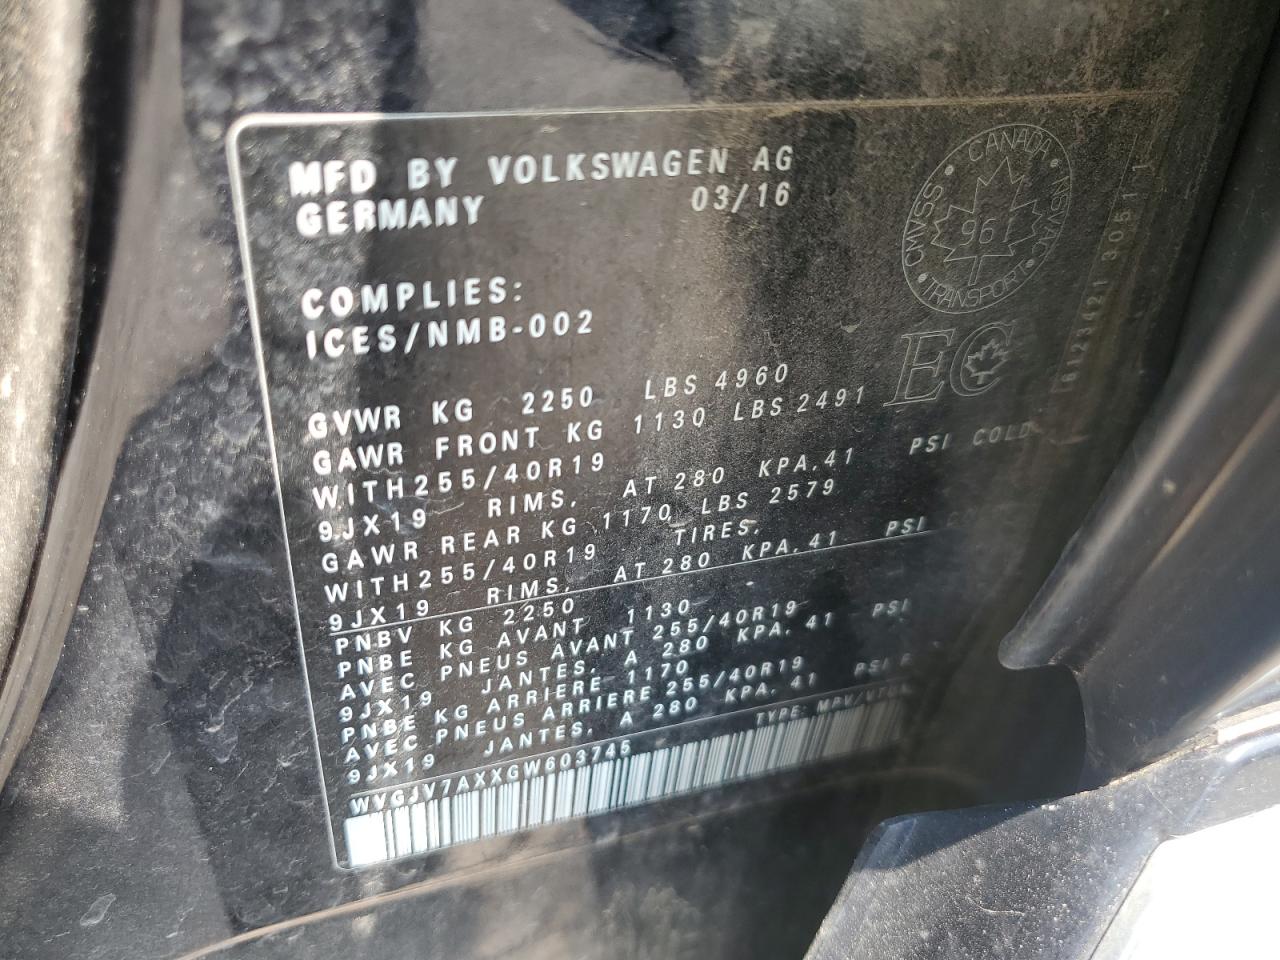 MFD BY VOLKSWAGEN AG
GERMANY 03/16
CMVSS · CANADA · NSVAC · TRANSPORT ·
961
EC
6123421 30511
COMPLIES:
ICES/NMB-002
GVWR KG 2250 LBS 4960
GAWR FRONT KG 1130 LBS 2491
WITH255/40R19
9JX19 RIMS, AT 280 KPA.41 PSI COLD
GAWR REAR KG 1170 LBS 2579
WITH255/40R19 TIRES,
9JX19 RIMS, AT 280 KPA.41 PSI
PNBV KG 2250
PNBE KG AVANT 1130
AVEC PNEUS AVANT 255/40R19
9JX19 JANTES, A 280 KPA.41 PSI
PNBE KG ARRIERE 1170
AVEC PNEUS ARRIERE 255/40R19
9JX19 JANTES, A 280 KPA.41 PSI
WVGJV7AXXGW603745 TYPE: MPV/VTUM